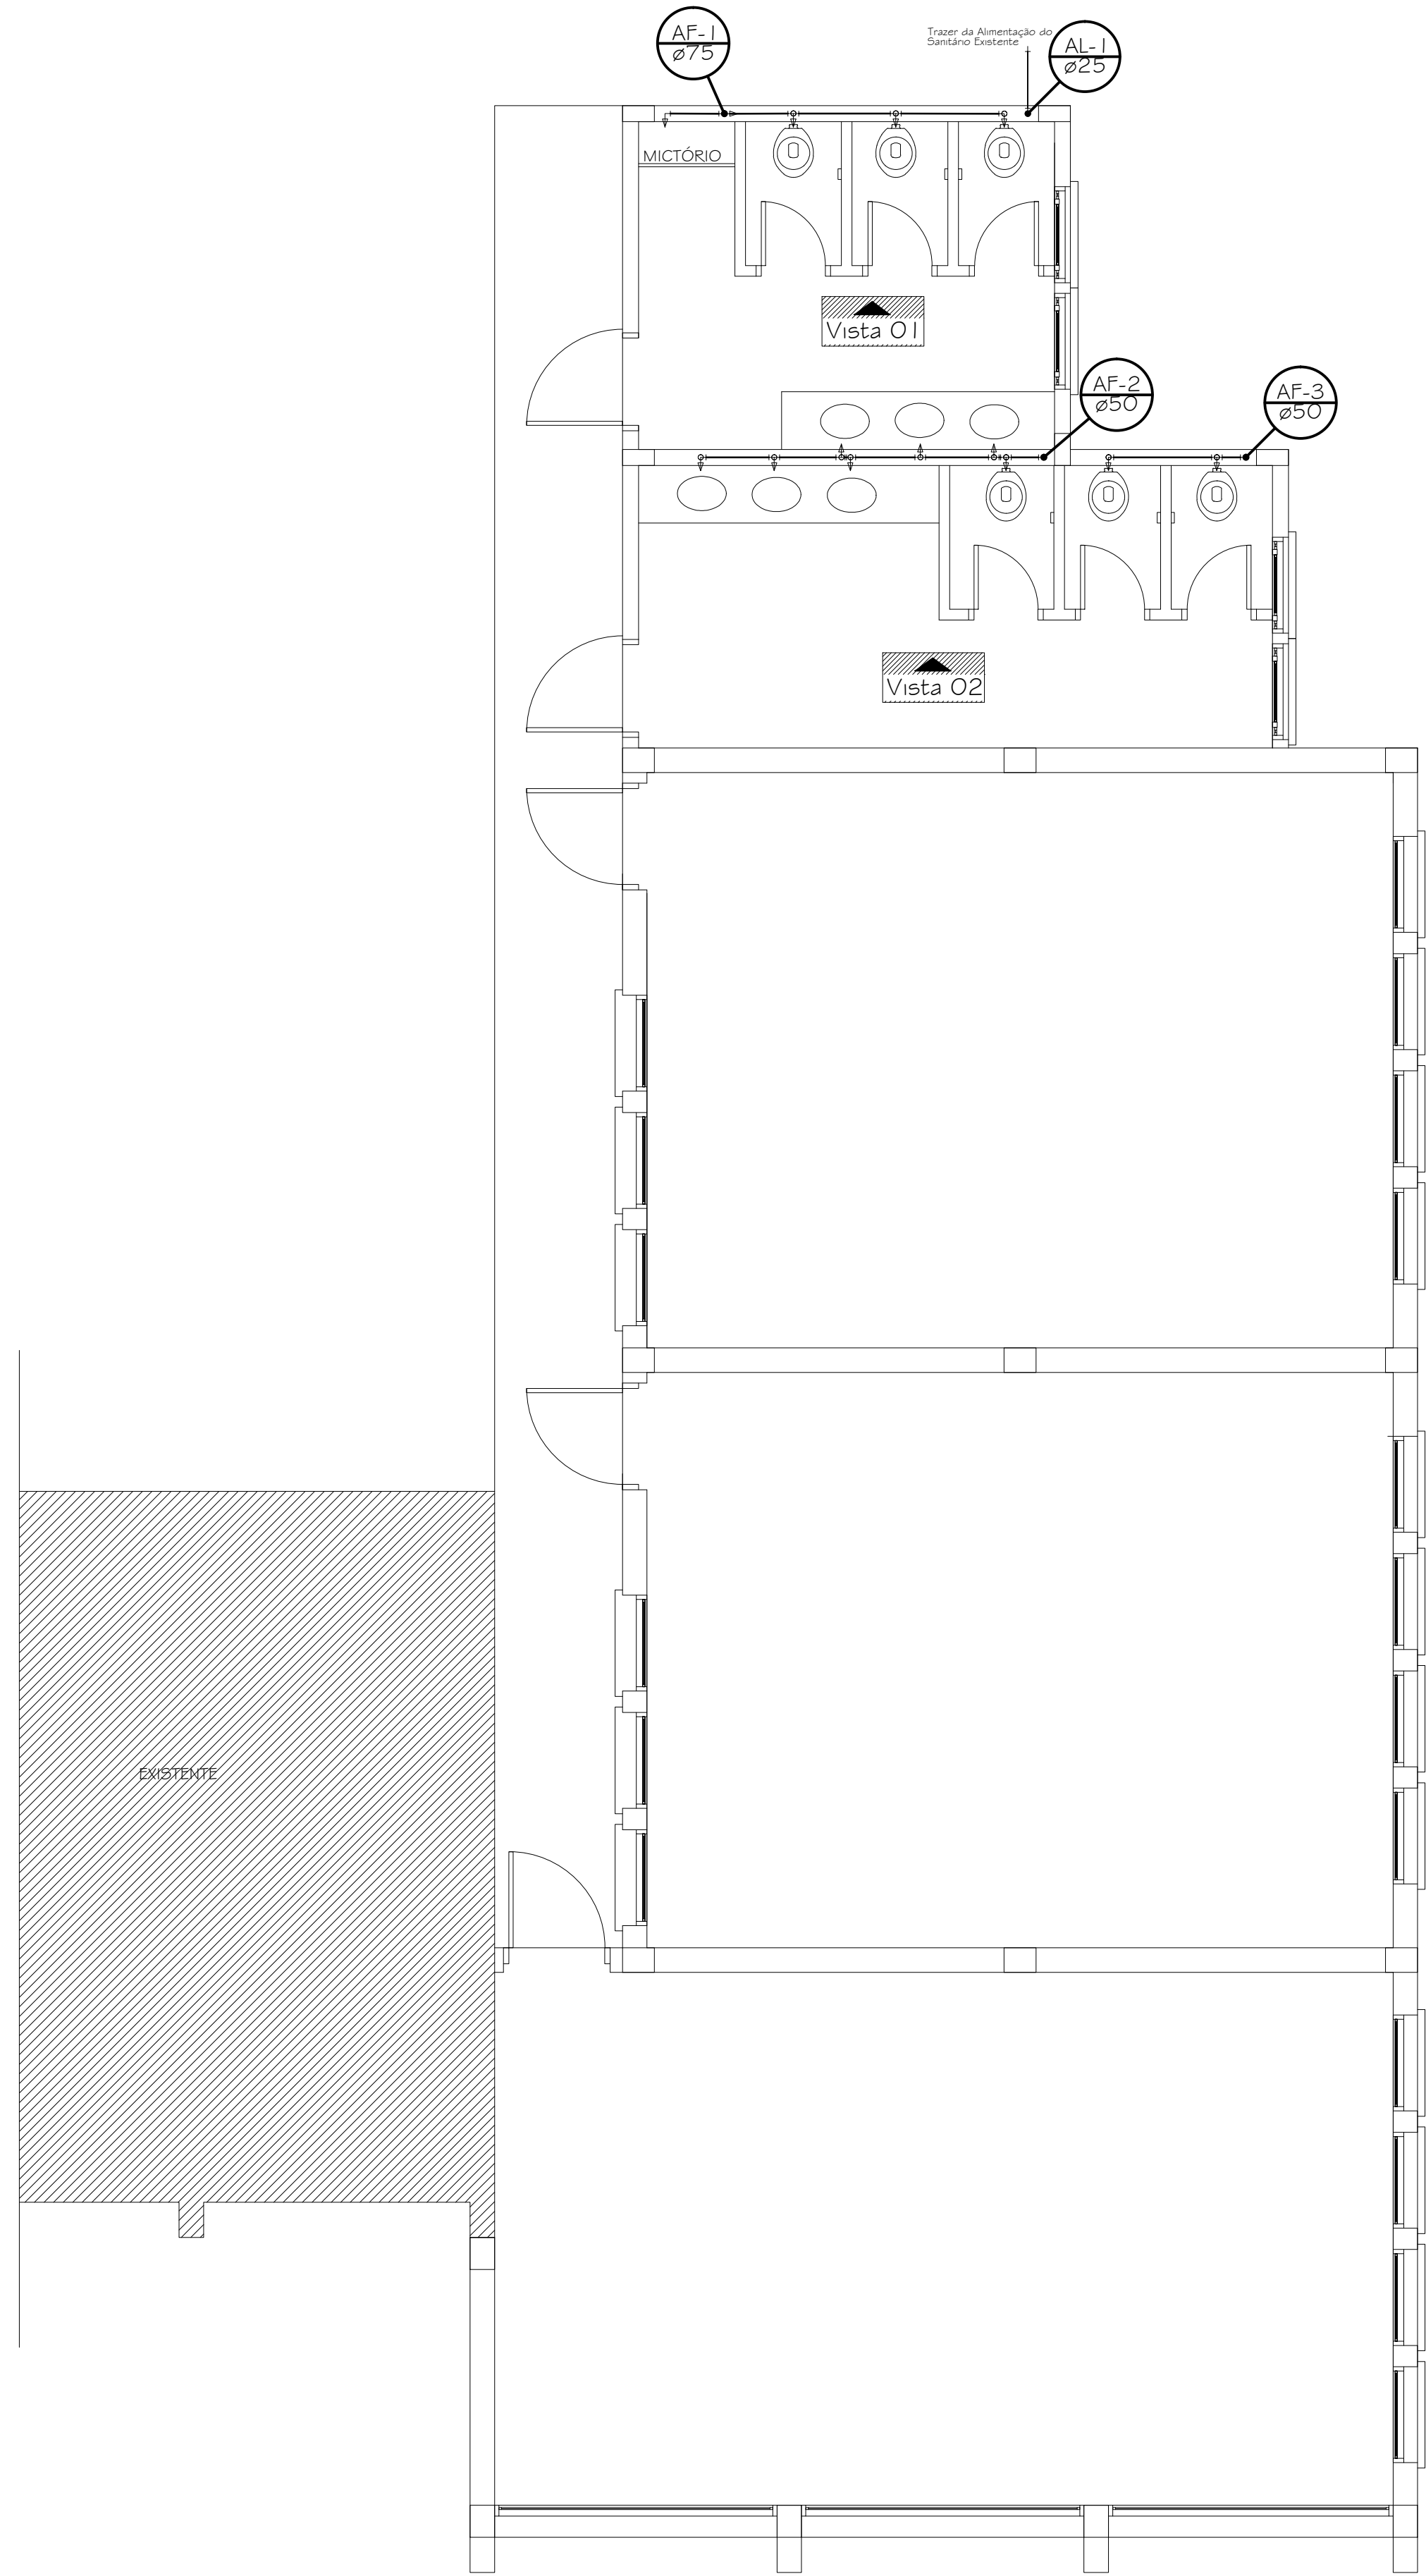 AF-1
ø75
Trazer da Alimentação do
Sanitário Existente
AL-1
ø25
MICTÓRIO
Vista 01
AF-2
ø50
AF-3
ø50
Vista 02
EXISTENTE